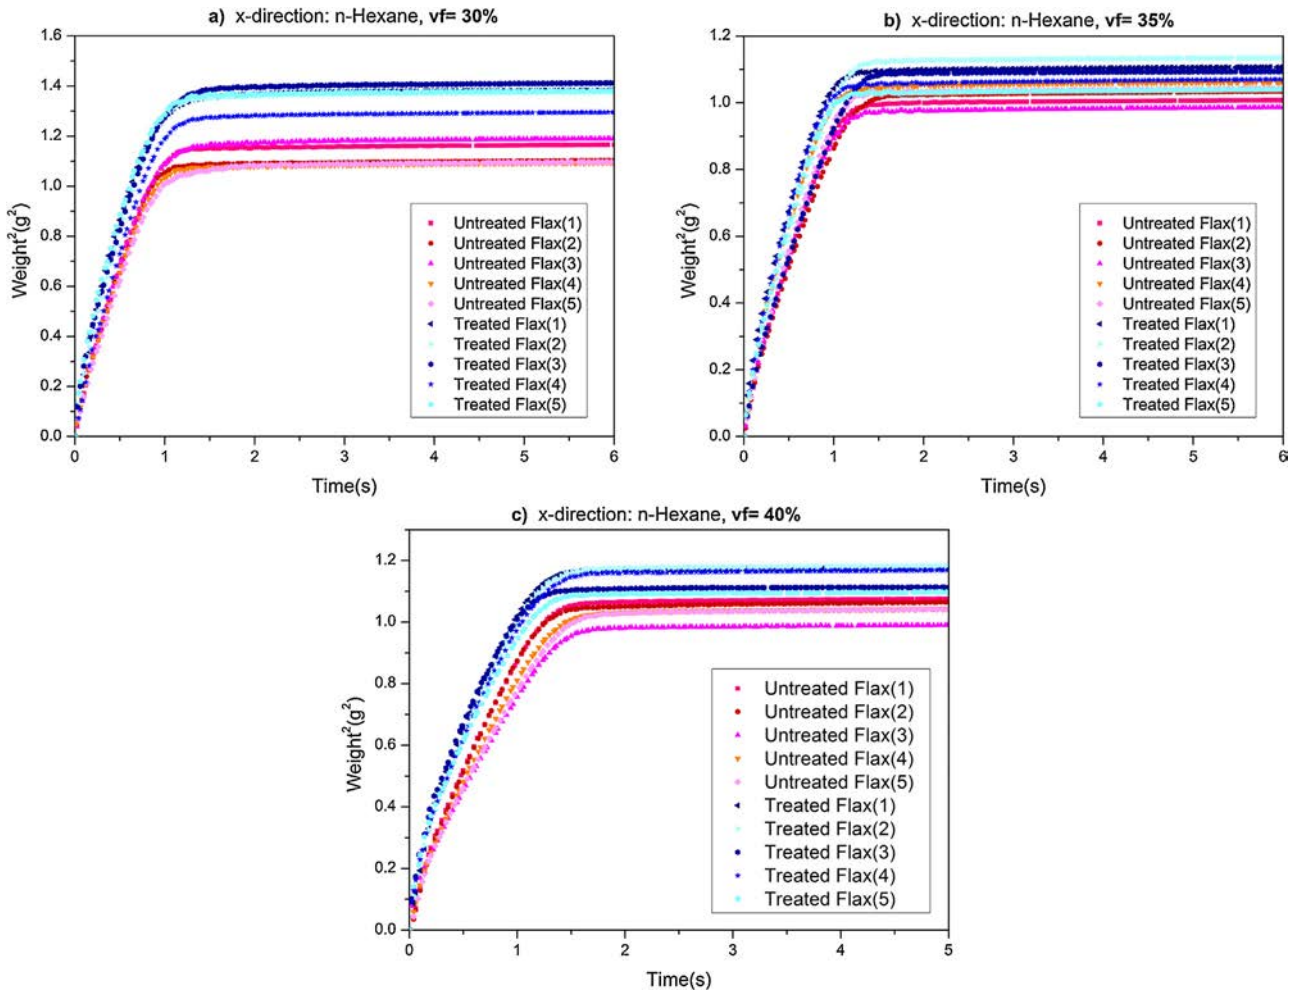 a) x-direction: n-Hexane, vf= 30%
1.6
1.4
1.2
1.0
0.8
0.6
0.4
0.2
0.0
Weight²(g²)
0 1 2 3 4 5 6
Time(s)
Untreated Flax(1)
Untreated Flax(2)
Untreated Flax(3)
Untreated Flax(4)
Untreated Flax(5)
Treated Flax(1)
Treated Flax(2)
Treated Flax(3)
Treated Flax(4)
Treated Flax(5)
b) x-direction: n-Hexane, vf= 35%
1.2
1.0
0.8
0.6
0.4
0.2
0.0
Weight²(g²)
0 1 2 3 4 5 6
Time(s)
Untreated Flax(1)
Untreated Flax(2)
Untreated Flax(3)
Untreated Flax(4)
Untreated Flax(5)
Treated Flax(1)
Treated Flax(2)
Treated Flax(3)
Treated Flax(4)
Treated Flax(5)
c) x-direction: n-Hexane, vf= 40%
1.2
1.0
0.8
0.6
0.4
0.2
0.0
Weight²(g²)
0 1 2 3 4 5
Time(s)
Untreated Flax(1)
Untreated Flax(2)
Untreated Flax(3)
Untreated Flax(4)
Untreated Flax(5)
Treated Flax(1)
Treated Flax(2)
Treated Flax(3)
Treated Flax(4)
Treated Flax(5)